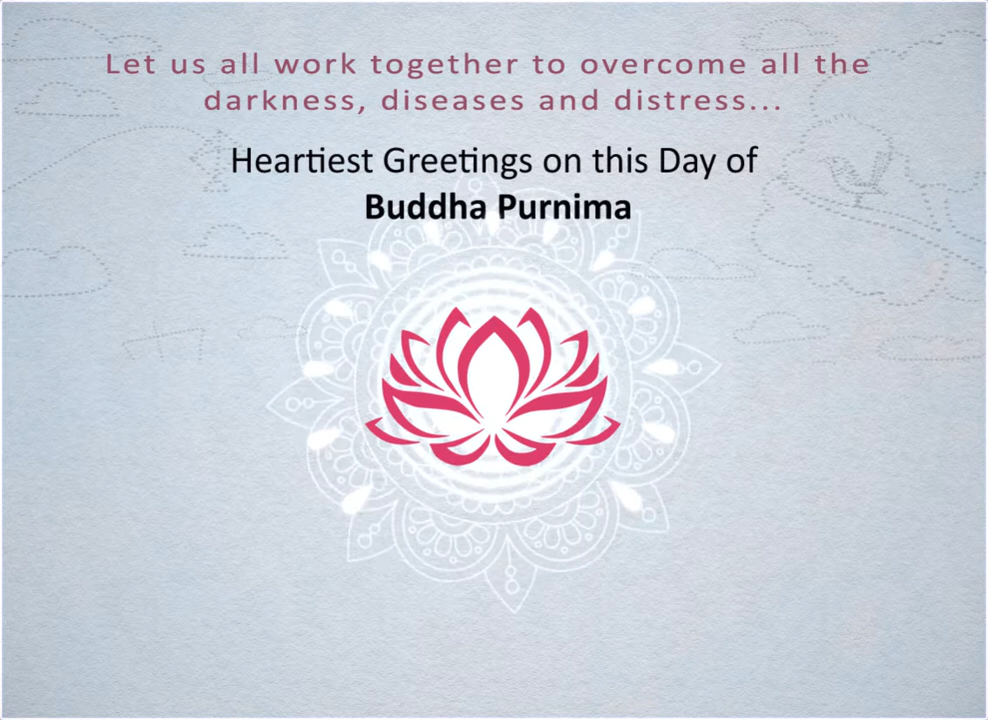 Let us all work together to overcome all the
darkness, diseases and distress...
Heartiest Greetings on this Day of
Buddha Purnima